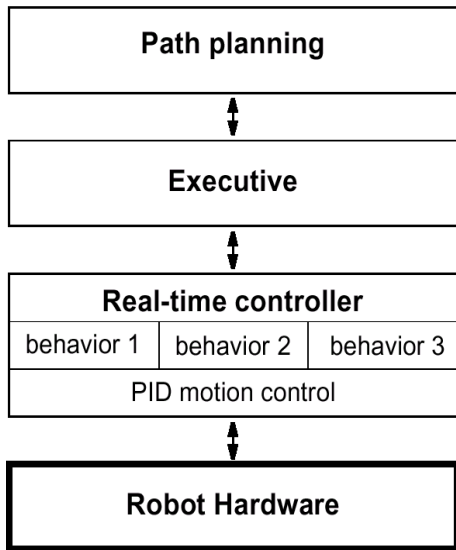 Path planning
Executive
Real-time controller
behavior 1 behavior 2 behavior 3
PID motion control
Robot Hardware